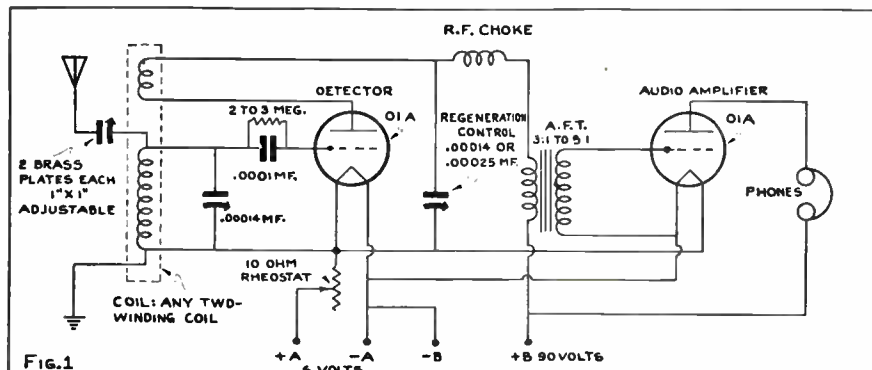 R.F. CHOKE
DETECTOR
01A
2 TO 3 MEG.
.0001 MF.
.00014 MF.
2 BRASS
PLATES EACH
1"X1"
ADJUSTABLE
REGENERATION
CONTROL
.00014 OR
.00025 MF.
A.F.T.
3:1 TO 5:1
AUDIO AMPLIFIER
01A
PHONES
10 OHM
RHEOSTAT
COIL: ANY TWO-
WINDING COIL
+A
-A
-B
+B 90 VOLTS
6 VOLTS
FIG.1